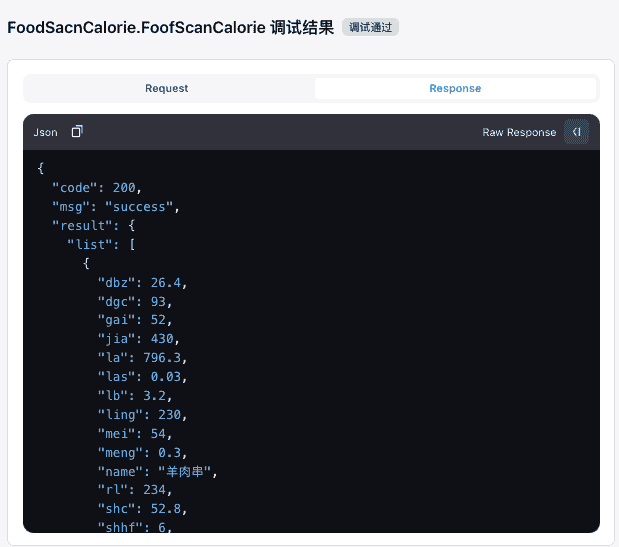 FoodSacnCalorie.FoofScanCalorie 调试结果 调试通过
Request Response
Json Raw Response
{
"code": 200,
"msg": "success",
"result": {
"list": [
{
"dbz": 26.4,
"dgc": 93,
"gai": 52,
"jia": 430,
"la": 796.3,
"las": 0.03,
"lb": 3.2,
"ling": 230,
"mei": 54,
"meng": 0.3,
"name": "羊肉串",
"rl": 234,
"shc": 52.8,
"shhf": 6,